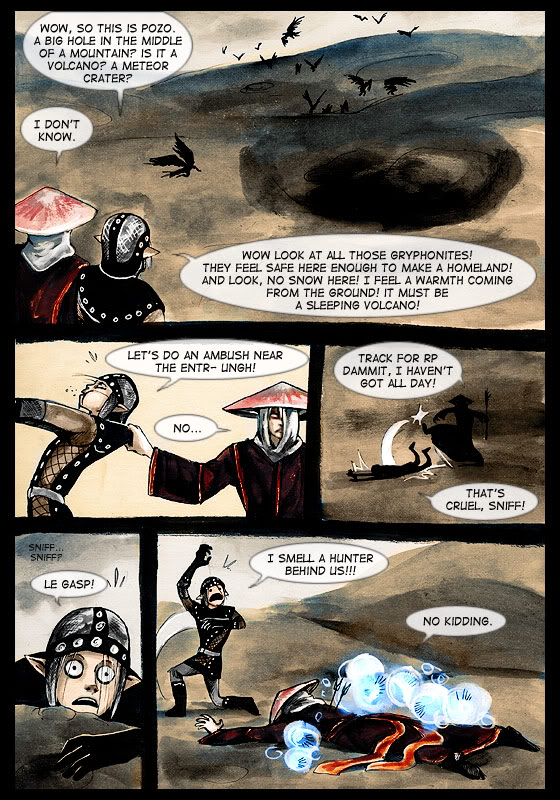 WOW, SO THIS IS POZO.
A BIG HOLE IN THE MIDDLE
OF A MOUNTAIN? IS IT A
VOLCANO? A METEOR
CRATER?
I DON'T
KNOW.
WOW LOOK AT ALL THOSE GRYPHONITES!
THEY FEEL SAFE HERE ENOUGH TO MAKE A HOMELAND!
AND LOOK, NO SNOW HERE! I FEEL A WARMTH COMING
FROM THE GROUND! IT MUST BE
A SLEEPING VOLCANO!
LET'S DO AN AMBUSH NEAR
THE ENTR- UNGH!
NO...
TRACK FOR RP
DAMMIT, I HAVEN'T
GOT ALL DAY!
THAT'S
CRUEL, SNIFF!
SNIFF...
SNIFF?
LE GASP!
I SMELL A HUNTER
BEHIND US!!!
NO KIDDING.